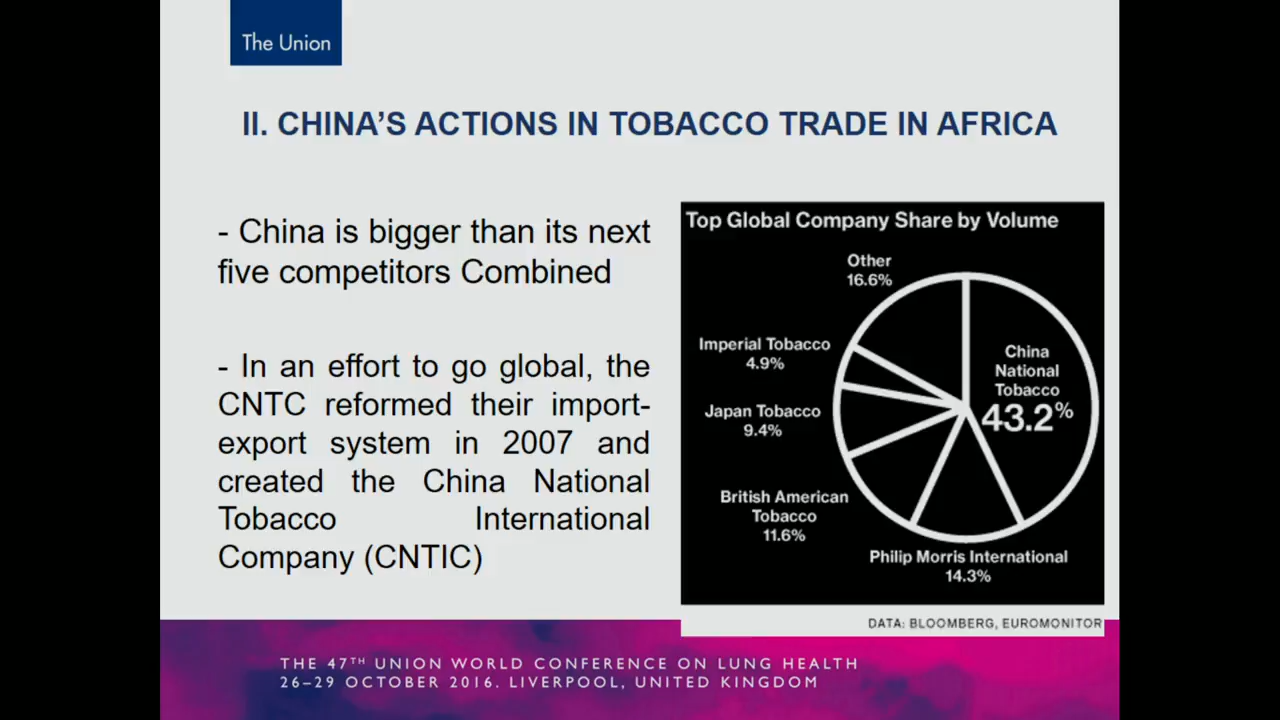 The Union
II. CHINA'S ACTIONS IN TOBACCO TRADE IN AFRICA
- China is bigger than its next
five competitors Combined
- In an effort to go global, the
CNTC reformed their import-
export system in 2007 and
created the China National
Tobacco International
Company (CNTIC)
Top Global Company Share by Volume
Other
16.6%
Imperial Tobacco
4.9%
Japan Tobacco
9.4%
British American
Tobacco
11.6%
Philip Morris International
14.3%
China
National
Tobacco
43.2%
DATA: BLOOMBERG, EUROMONITOR
THE 47TH UNION WORLD CONFERENCE ON LUNG HEALTH
26–29 OCTOBER 2016. LIVERPOOL, UNITED KINGDOM